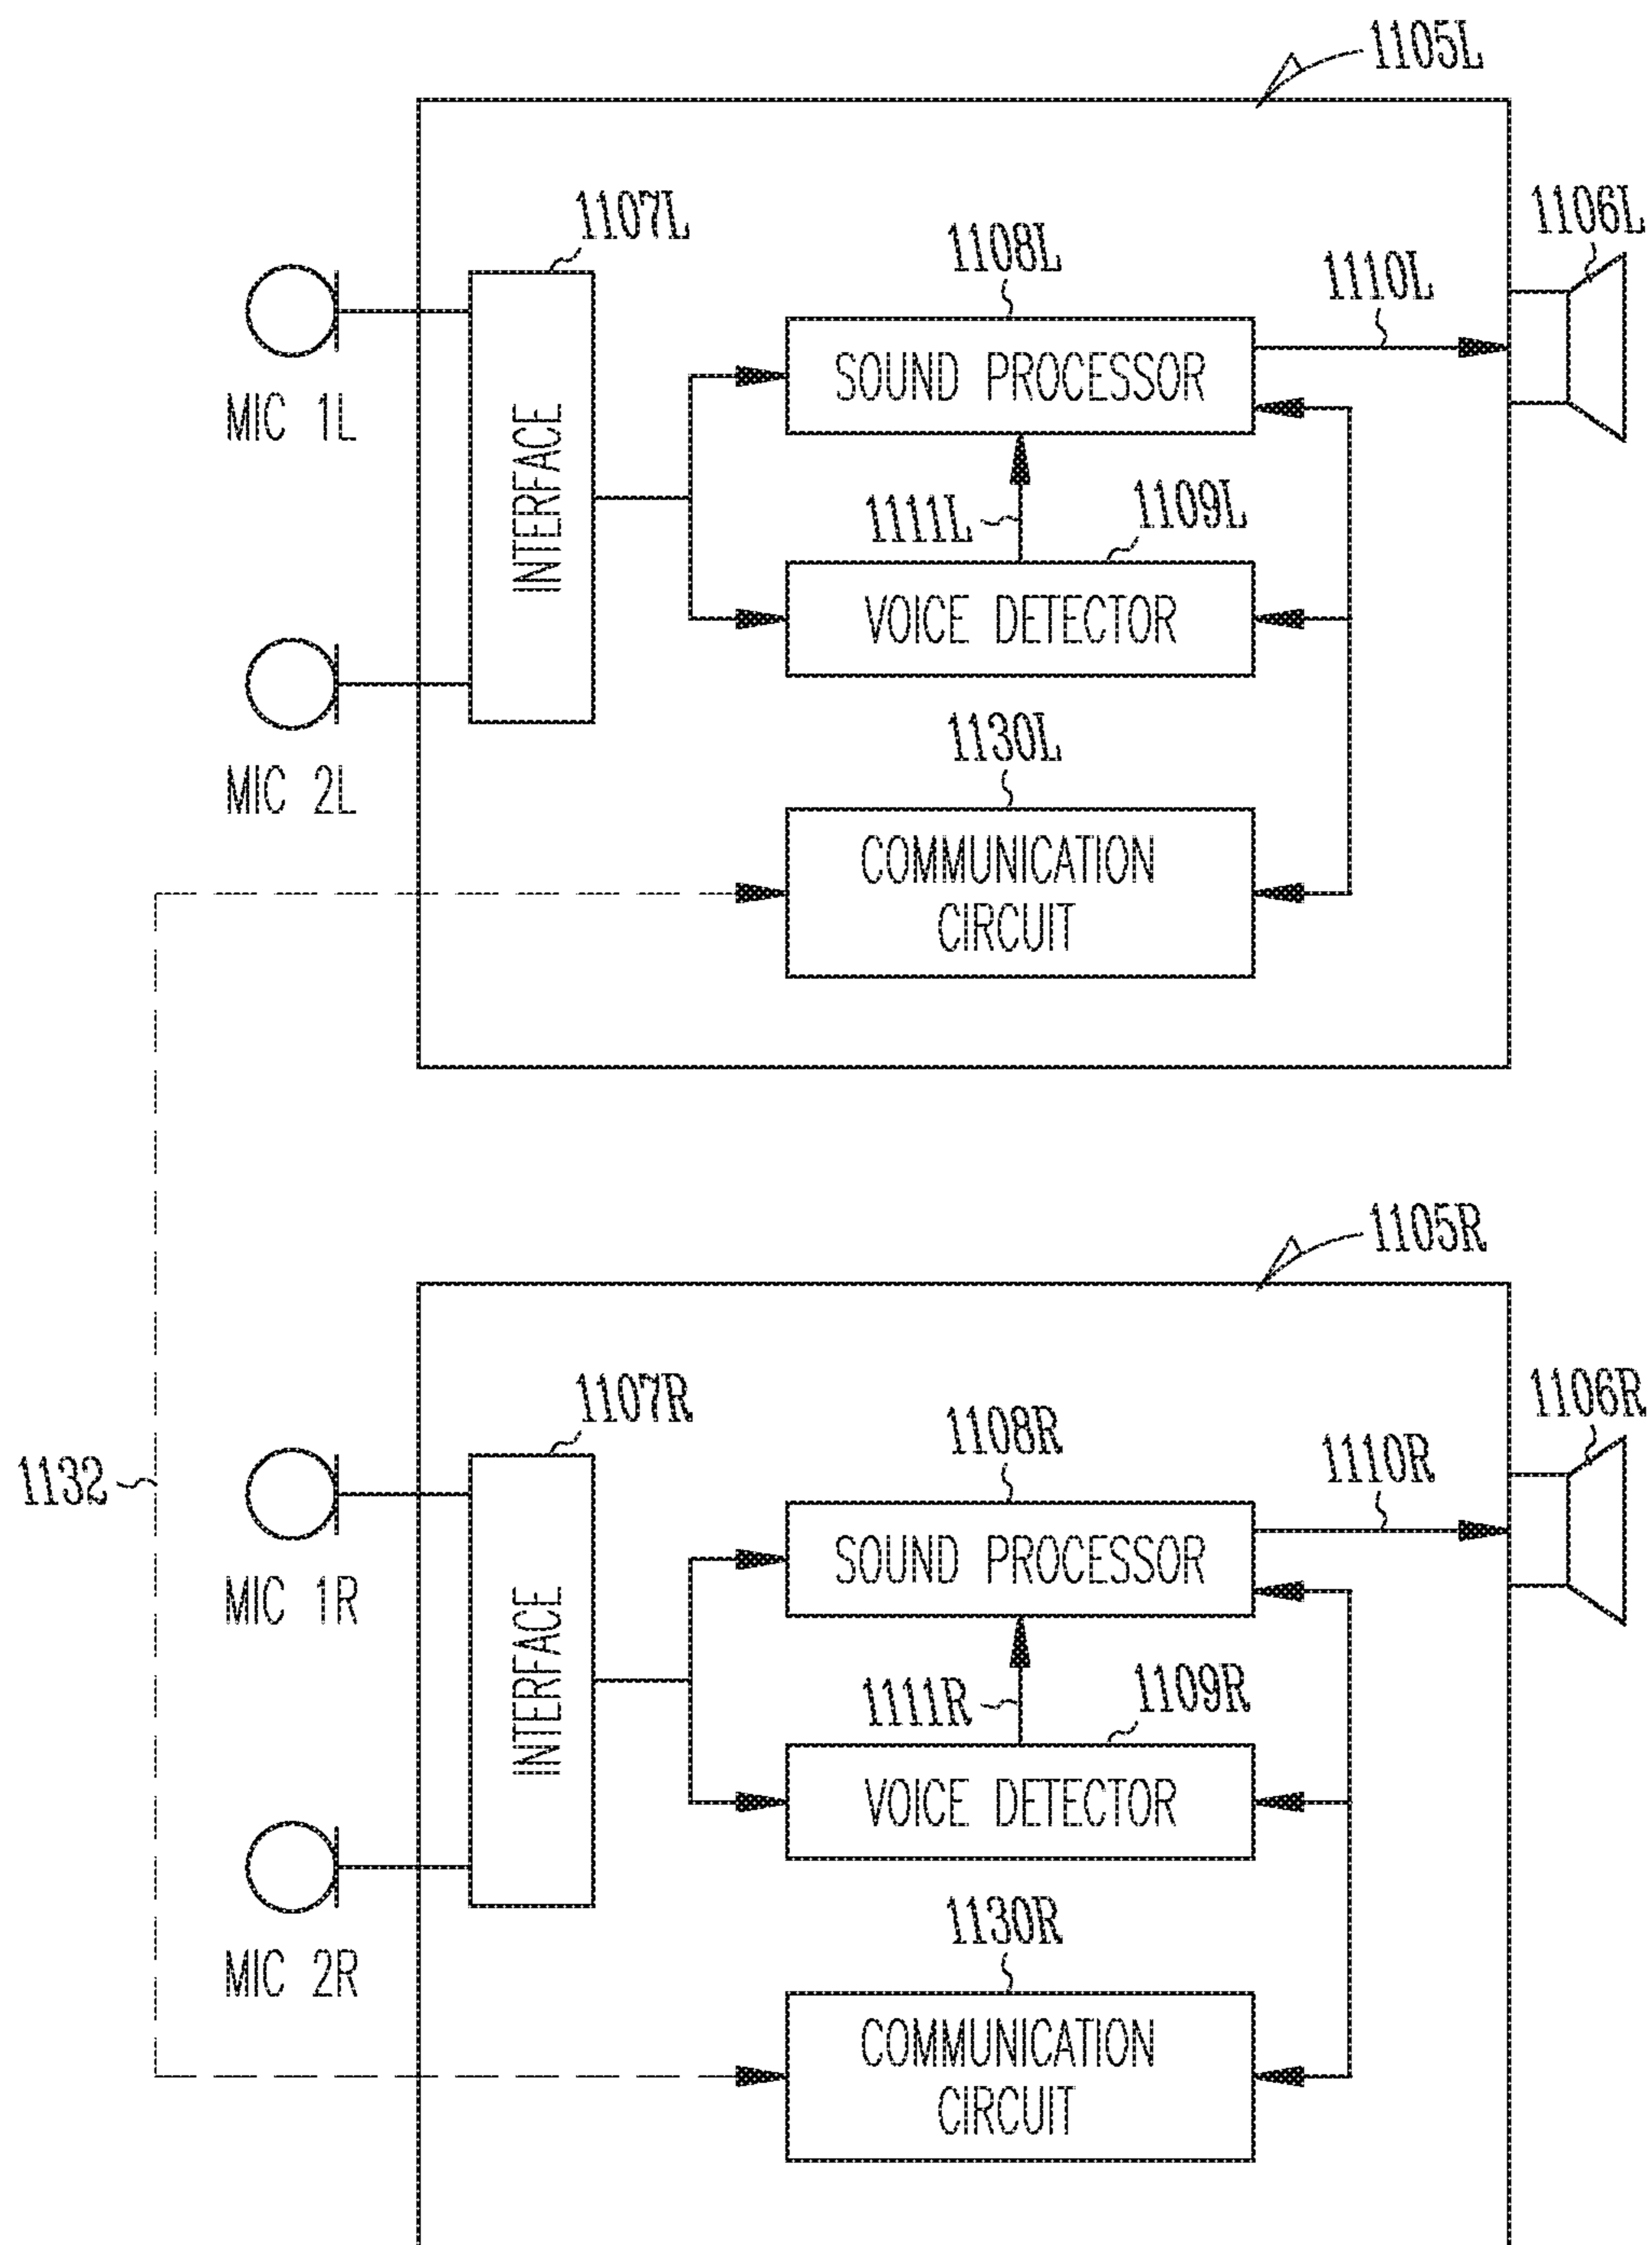 1105L
1107L
1106L
1108L
1110L
MIC 1L
INTERFACE
SOUND PROCESSOR
1111L
1109L
VOICE DETECTOR
MIC 2L
1130L
COMMUNICATION
CIRCUIT
1105R
1107R
1106R
1108R
1110R
1132
MIC 1R
INTERFACE
SOUND PROCESSOR
1111R
1109R
VOICE DETECTOR
MIC 2R
1130R
COMMUNICATION
CIRCUIT